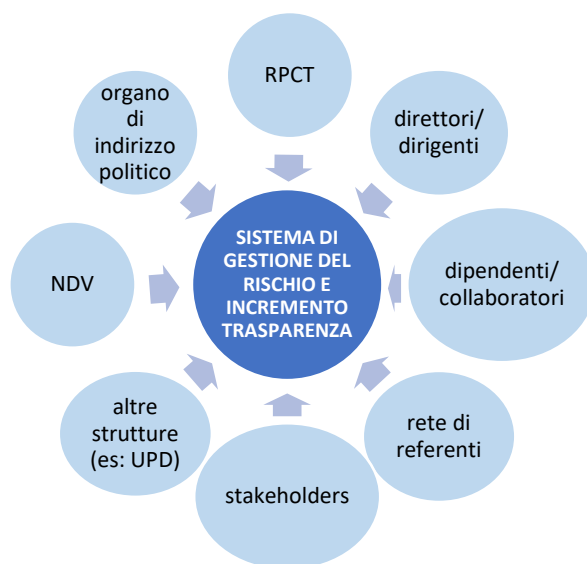 RPCT
direttori/
dirigenti
dipendenti/
collaboratori
rete di
referenti
stakeholders
altre
strutture
(es: UPD)
NDV
organo
di
indirizzo
politico
SISTEMA DI
GESTIONE DEL
RISCHIO E
INCREMENTO
TRASPARENZA